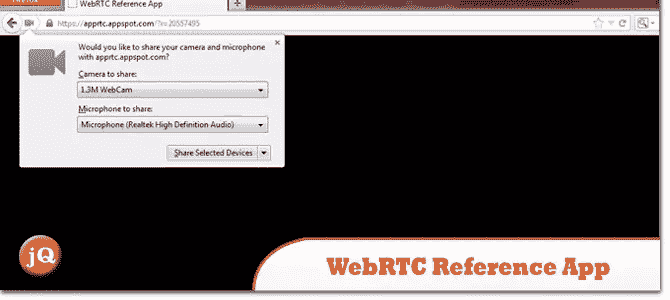 WebRTC Reference App
https://apprtc.appspot.com/?r=20557495
Would you like to share your camera and microphone
with apprtc.appspot.com?
Camera to share:
1.3M WebCam
Microphone to share:
Microphone (Realtek High Definition Audio)
Share Selected Devices
jQ
WebRTC Reference App